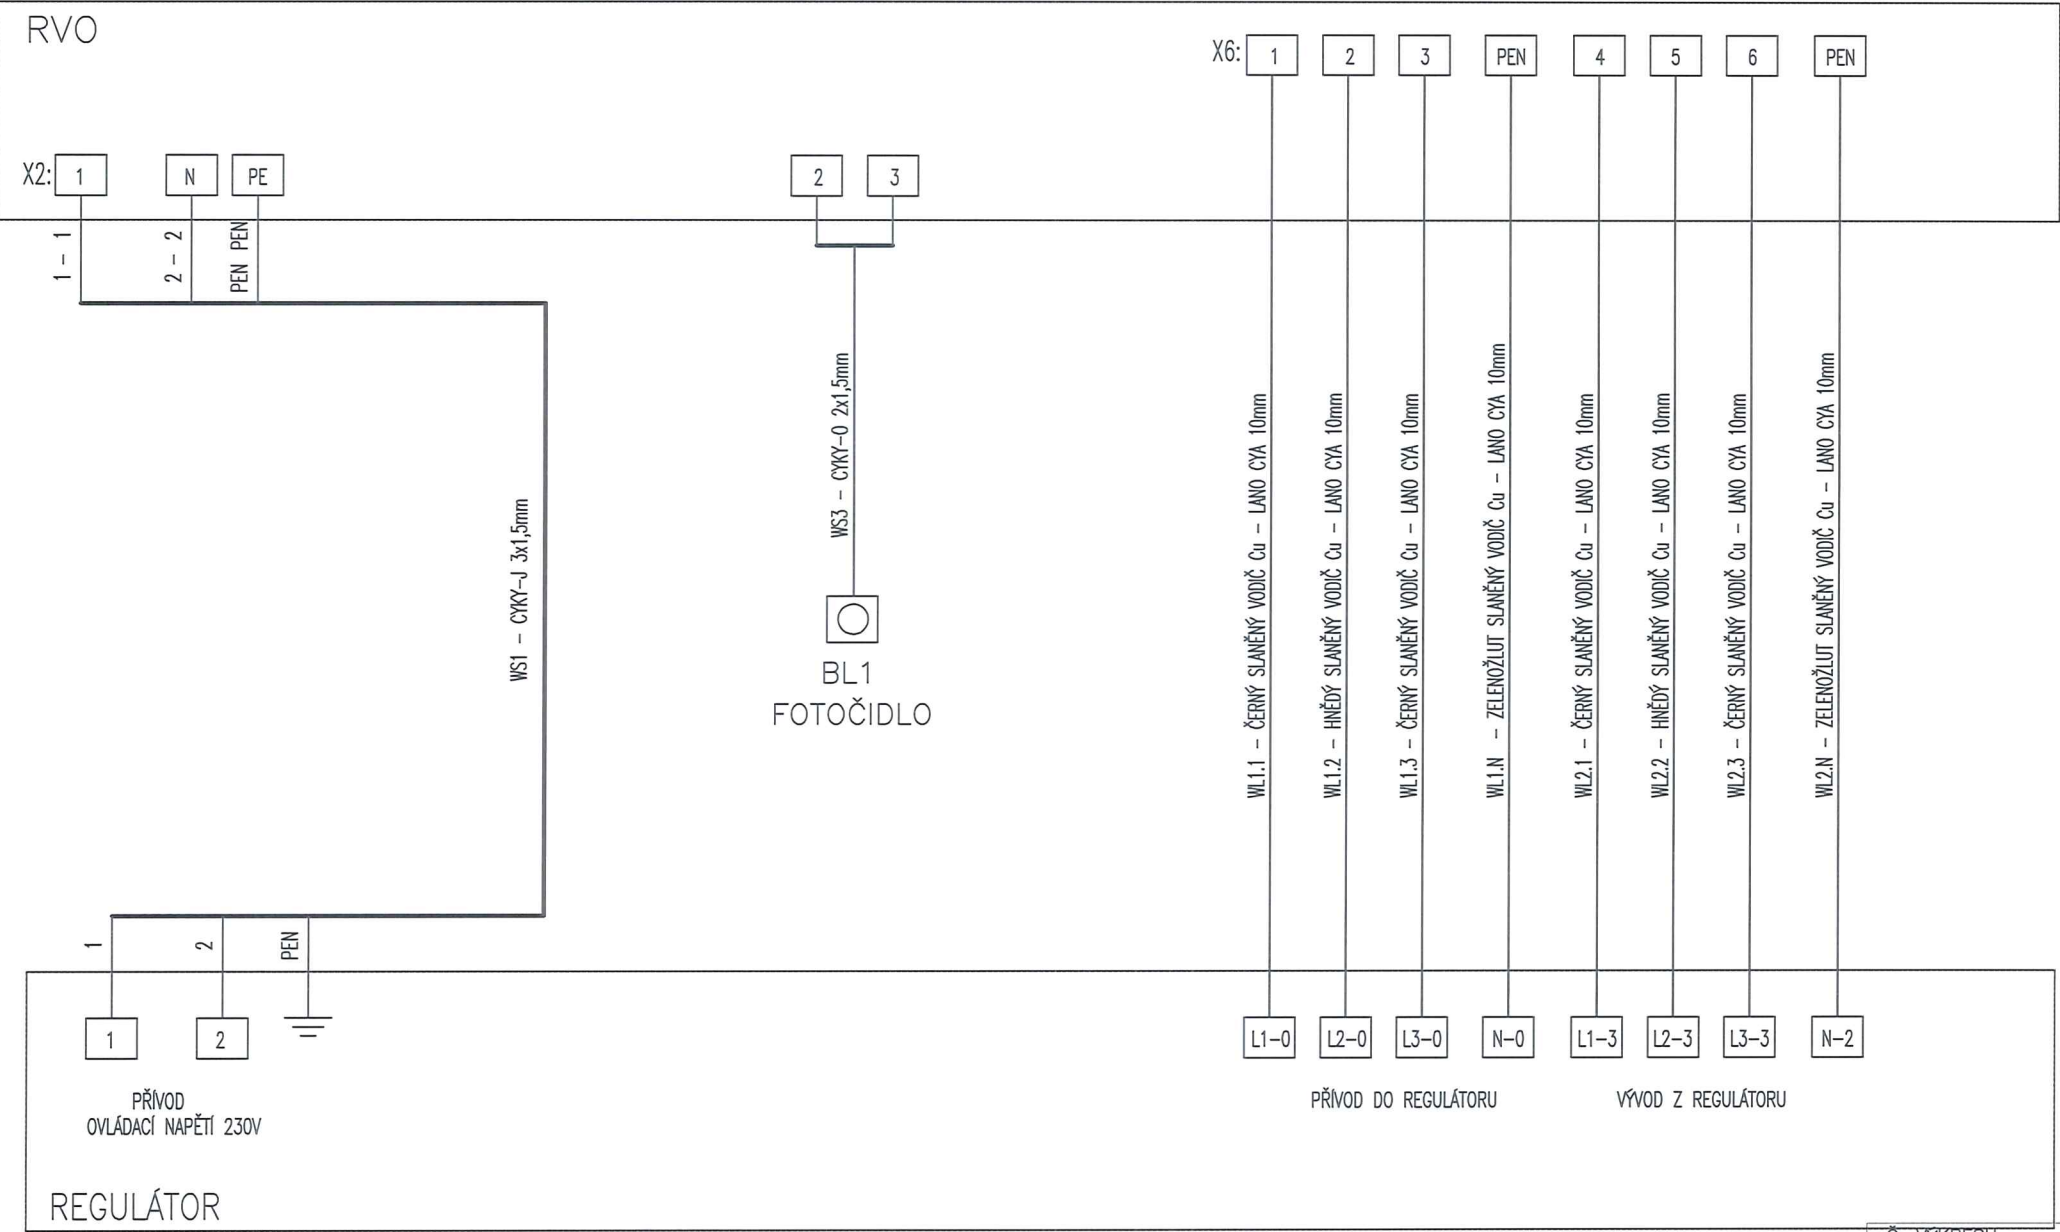 RVO
X6: 1 2 3 PEN 4 5 6 PEN
X2: 1 N PE 2 3
1 - 1
2 - 2
PEN PEN
WS1 - CYKY-J 3x1,5mm
WS3 - CYKY-O 2x1,5mm
BL1
FOTOČIDLO
WL1.1 - ČERNÝ SLANĚNÝ VODIČ Cu - LANO CYA 10mm
WL1.2 - HNĚDÝ SLANĚNÝ VODIČ Cu - LANO CYA 10mm
WL1.3 - ČERNÝ SLANĚNÝ VODIČ Cu - LANO CYA 10mm
WL1.N - ZELENOŽLUT SLANĚNÝ VODIČ Cu - LANO CYA 10mm
WL2.1 - ČERNÝ SLANĚNÝ VODIČ Cu - LANO CYA 10mm
WL2.2 - HNĚDÝ SLANĚNÝ VODIČ Cu - LANO CYA 10mm
WL2.3 - ČERNÝ SLANĚNÝ VODIČ Cu - LANO CYA 10mm
WL2.N - ZELENOŽLUT SLANĚNÝ VODIČ Cu - LANO CYA 10mm
1
2
PEN
1 2 L1-0 L2-0 L3-0 N-0 L1-3 L2-3 L3-3 N-2
PŘÍVOD
OVLÁDACÍ NAPĚTÍ 230V
PŘÍVOD DO REGULÁTORU
VÝVOD Z REGULÁTORU
REGULÁTOR